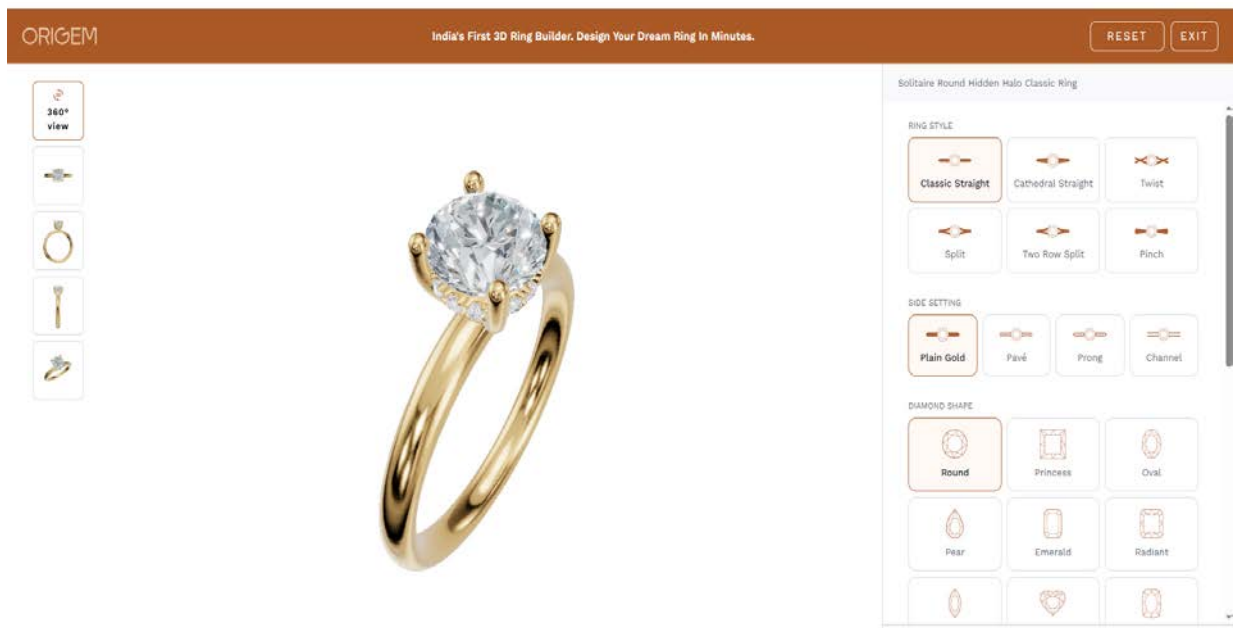 ORIGEM
India's First 3D Ring Builder. Design Your Dream Ring In Minutes.
RESET
EXIT
360°
view
Solitaire Round Hidden Halo Classic Ring
RING STYLE
Classic Straight
Cathedral Straight
Twist
Split
Two Row Split
Pinch
SIDE SETTING
Plain Gold
Pavé
Prong
Channel
DIAMOND SHAPE
Round
Princess
Oval
Pear
Emerald
Radiant